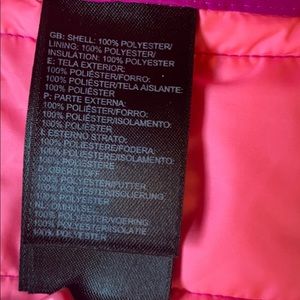 GB: SHELL: 100% POLYESTER/
LINING: 100% POLYESTER/
INSULATION: 100% POLYESTER.
E: TELA EXTERIOR:
100% POLIÉSTER/FORRO:
100% POLIÉSTER/TELA AISLANTE:
100% POLIÉSTER
P: PARTE EXTERNA:
100% POLIÉSTER/FORRO:
100% POLIÉSTER/ISOLAMENTO:
100% POLIÉSTER
I: ESTERNO STRATO:
100% POLIESTERE/FODERA:
100% POLIESTERE/ISOLAMENTO:
100% POLIESTERE
D: OBERSTOFF:
100% POLYESTER/FUTTER:
100% POLYESTER/ISOLIERUNG:
100% POLYESTER
NL:
100% POLYESTER/VOERING:
100% POLYESTER/ISOLATIE
100% POLYESTER